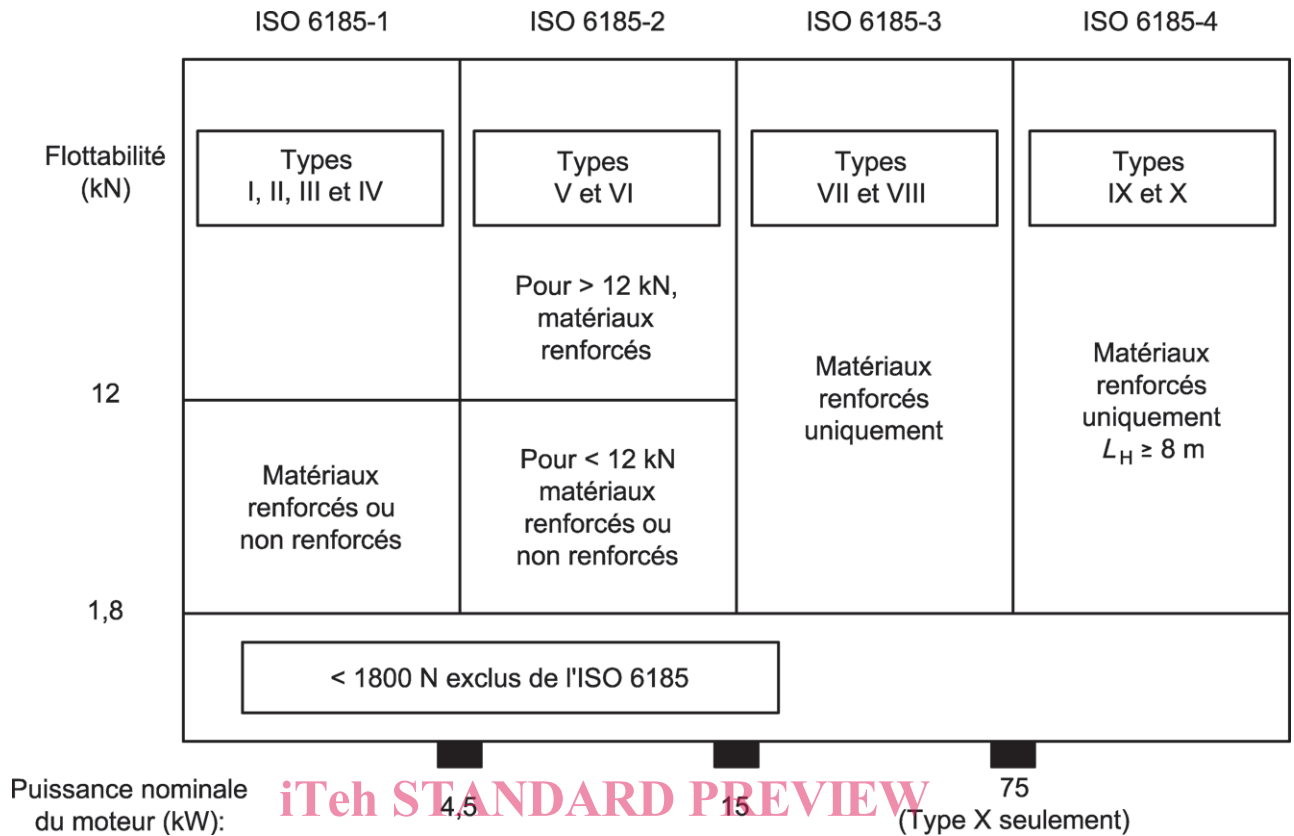 ISO 6185-1
ISO 6185-2
ISO 6185-3
ISO 6185-4
Flottabilité
(kN)
Types
I, II, III et IV
Types
V et VI
Types
VII et VIII
Types
IX et X
Pour > 12 kN,
matériaux
renforcés
12
Matériaux
renforcés ou
non renforcés
Pour < 12 kN
matériaux
renforcés ou
non renforcés
Matériaux
renforcés
uniquement
Matériaux
renforcés
uniquement
LH ≥ 8 m
1,8
< 1800 N exclus de l'ISO 6185
Puissance nominale
du moteur (kW):
4,5
15
75
(Type X seulement)
iTeh STANDARD PREVIEW